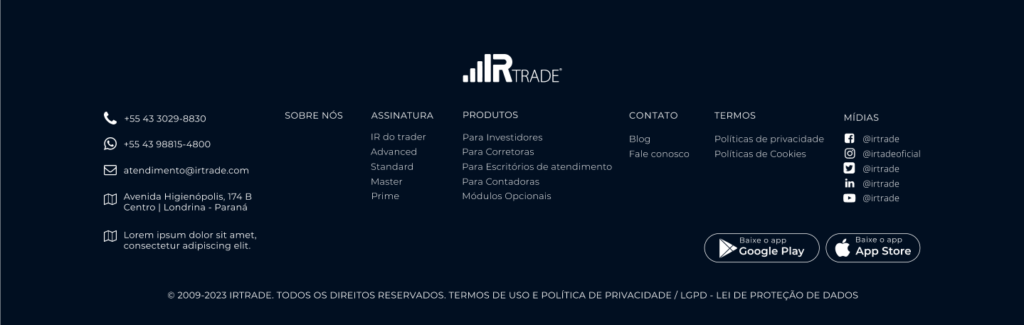 IRTRADE®
+55 43 3029-8830
+55 43 98815-4800
atendimento@irtrade.com
Avenida Higienópolis, 174 B
Centro | Londrina - Paraná
Lorem ipsum dolor sit amet,
consectetur adipiscing elit.
SOBRE NÓS
ASSINATURA
IR do trader
Advanced
Standard
Master
Prime
PRODUTOS
Para Investidores
Para Corretoras
Para Escritórios de atendimento
Para Contadoras
Módulos Opcionais
CONTATO
Blog
Fale conosco
TERMOS
Políticas de privacidade
Políticas de Cookies
MÍDIAS
@irtrade
@irtadeoficial
@irtrade
@irtrade
@irtrade
Baixe o app
Google Play
Baixe o app
App Store
© 2009-2023 IRTRADE. TODOS OS DIREITOS RESERVADOS. TERMOS DE USO E POLÍTICA DE PRIVACIDADE / LGPD - LEI DE PROTEÇÃO DE DADOS